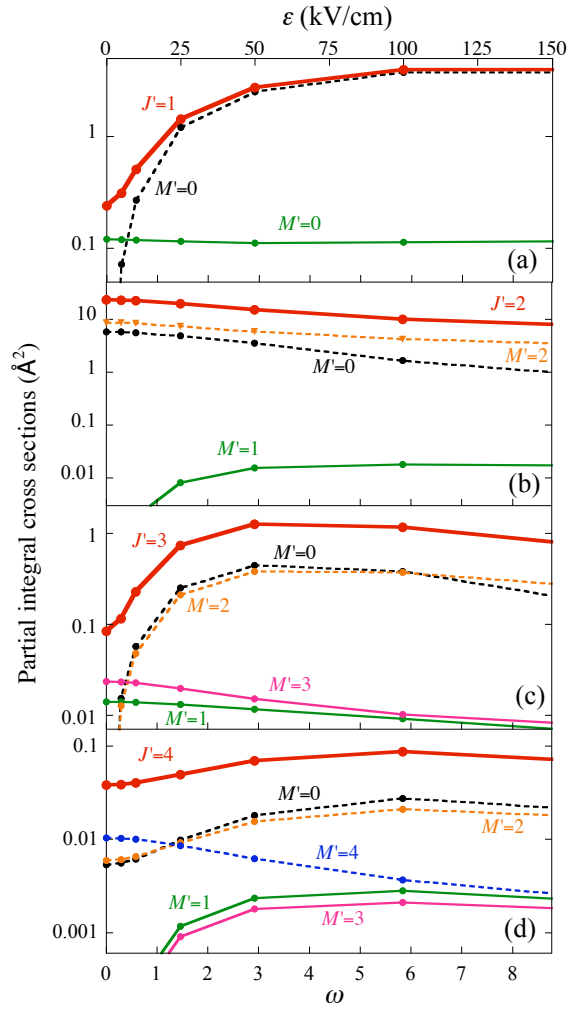 ε (kV/cm)
0 25 50 75 100 125 150
Partial integral cross sections (Å²)
1
0.1
J'=1
M'=0
M'=0
(a)
10
1
0.1
0.01
J'=2
M'=2
M'=0
M'=1
(b)
1
0.1
0.01
J'=3
M'=0
M'=2
M'=3
M'=1
(c)
0.1
0.01
0.001
J'=4
M'=0
M'=2
M'=4
M'=1
M'=3
(d)
0 1 2 3 4 5 6 7 8
ω